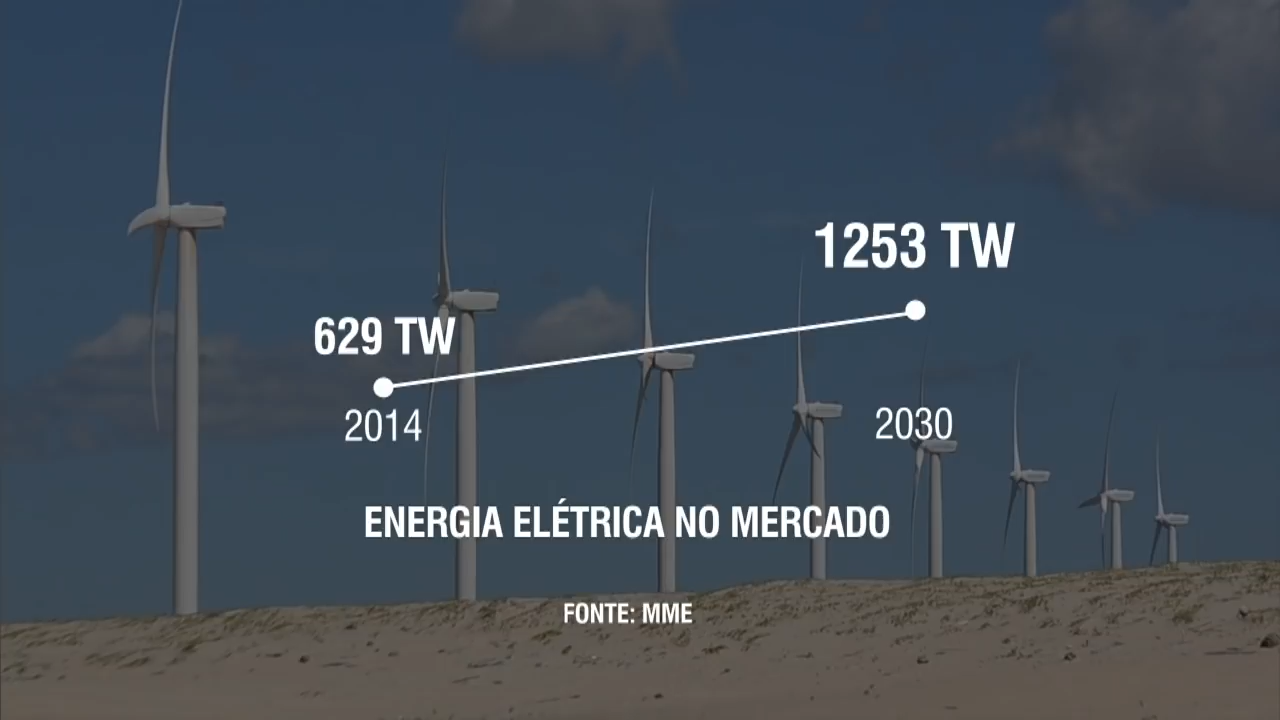 1253 TW
629 TW
2014
2030
ENERGIA ELÉTRICA NO MERCADO
FONTE: MME